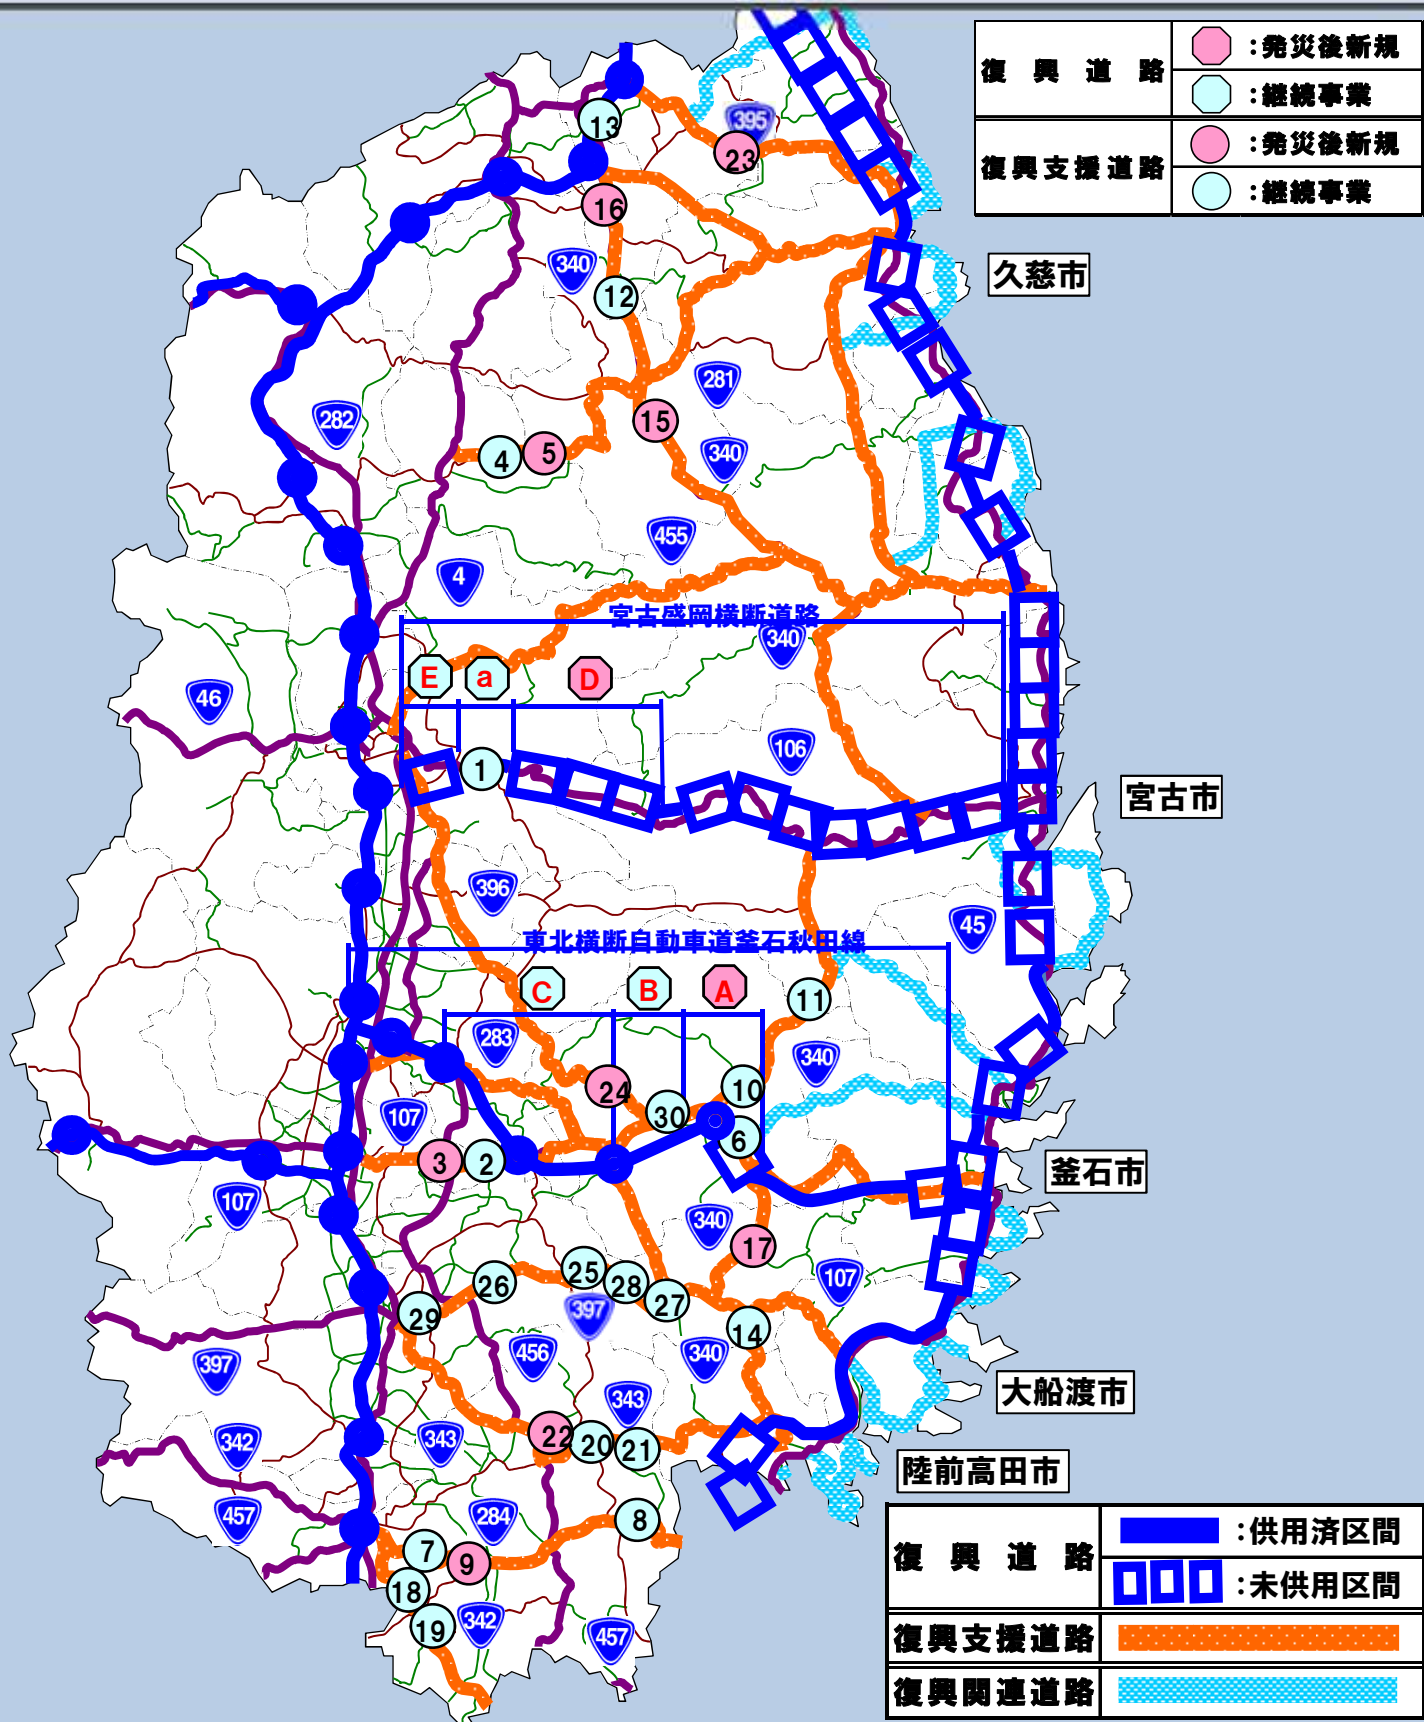 復興道路
：発災後新規
：継続事業
復興支援道路
：発災後新規
：継続事業
13
395
23
16
340
久慈市
12
281
282
15
340
4
5
455
4
宮古盛岡横断道路
340
E
a
D
46
106
1
宮古市
396
45
東北横断自動車道釜石秋田線
C
B
A
11
283
340
24
10
30
107
6
3
2
釜石市
107
340
17
25
26
28
107
27
29
397
14
456
340
397
大船渡市
343
22
20
21
342
343
陸前高田市
457
284
8
7
9
18
19
342
457
復興道路
：供用済区間
：未供用区間
復興支援道路
復興関連道路